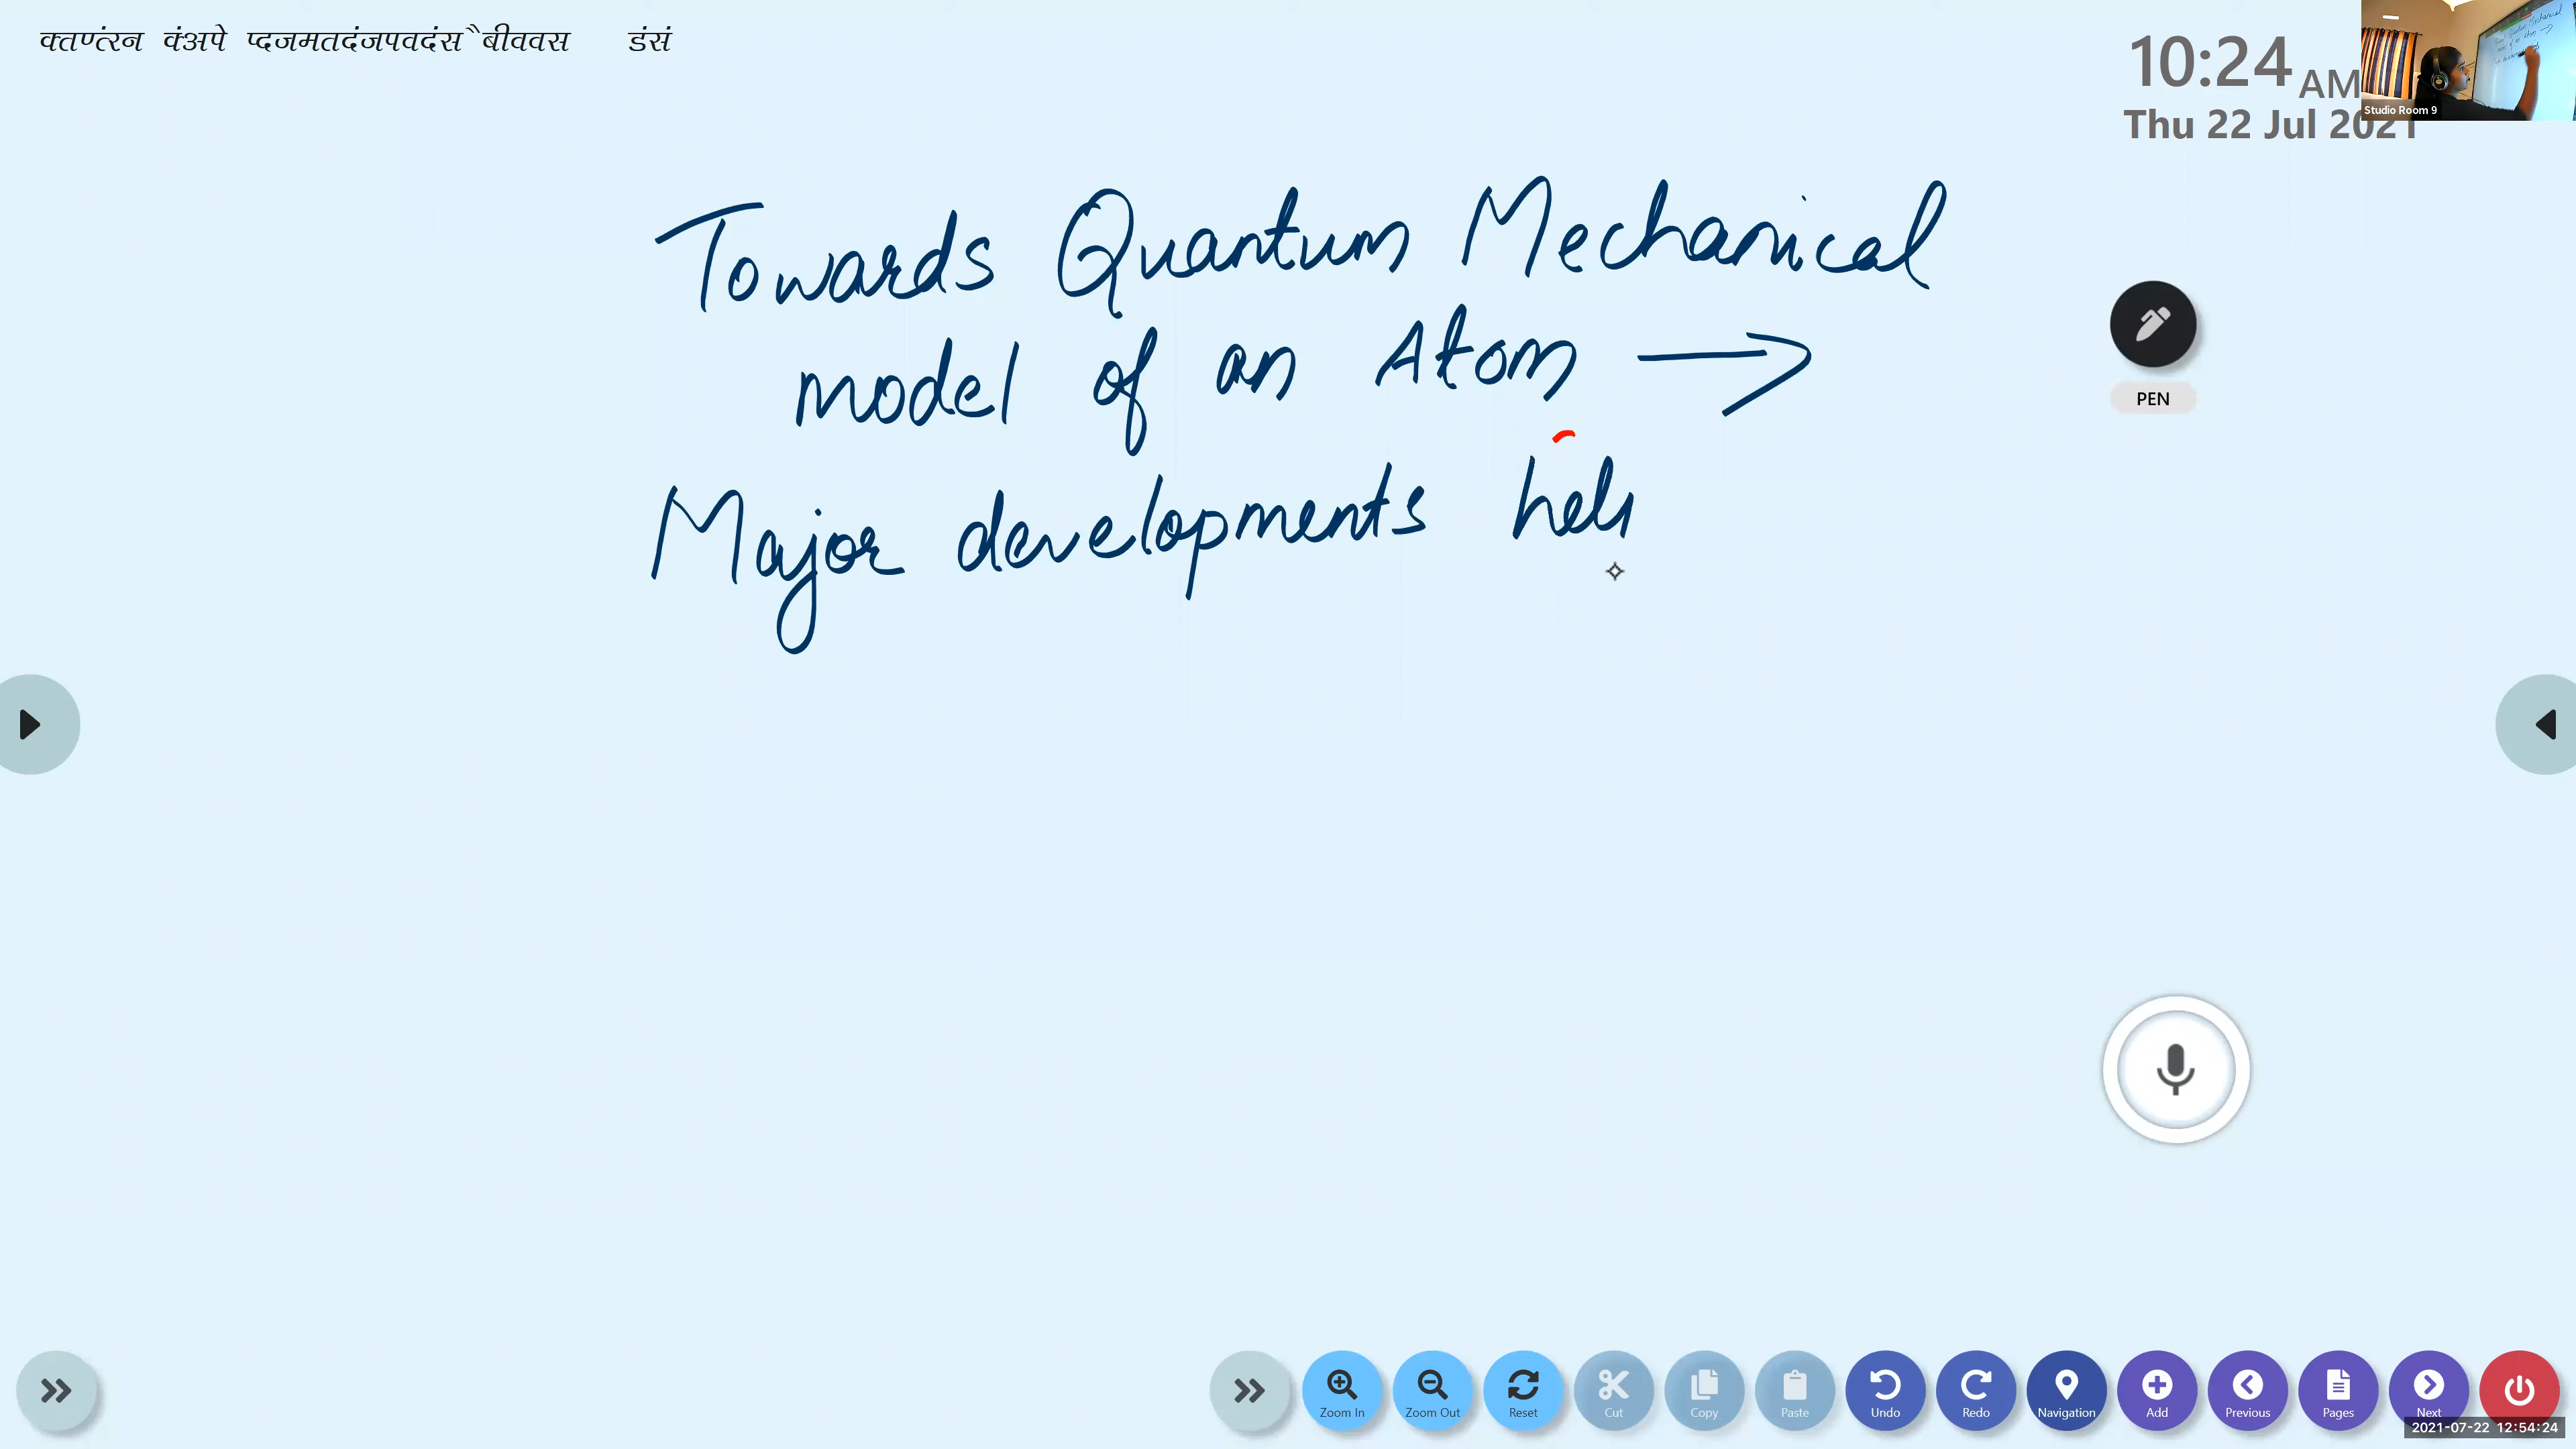 क्तण्तंरन कंअपे प्दजमतदंजपवदंस ैबीववस डंसं
10:24 AM
Thu 22 Jul 2021
Studio Room 9
Towards Quantum Mechanical
model of an Atom →
Major developments
PEN
Zoom In Zoom Out Reset Cut Copy Paste Undo Redo Navigation Add Previous Pages Next
2021-07-22 12:54:24